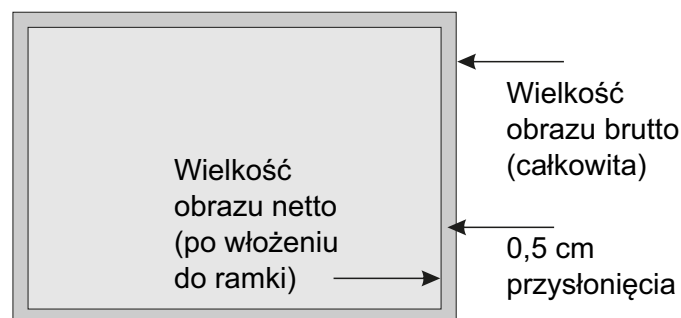 Wielkość
obrazu brutto
(całkowita)
Wielkość
obrazu netto
(po włożeniu
do ramki)
0,5 cm
przysłonięcia